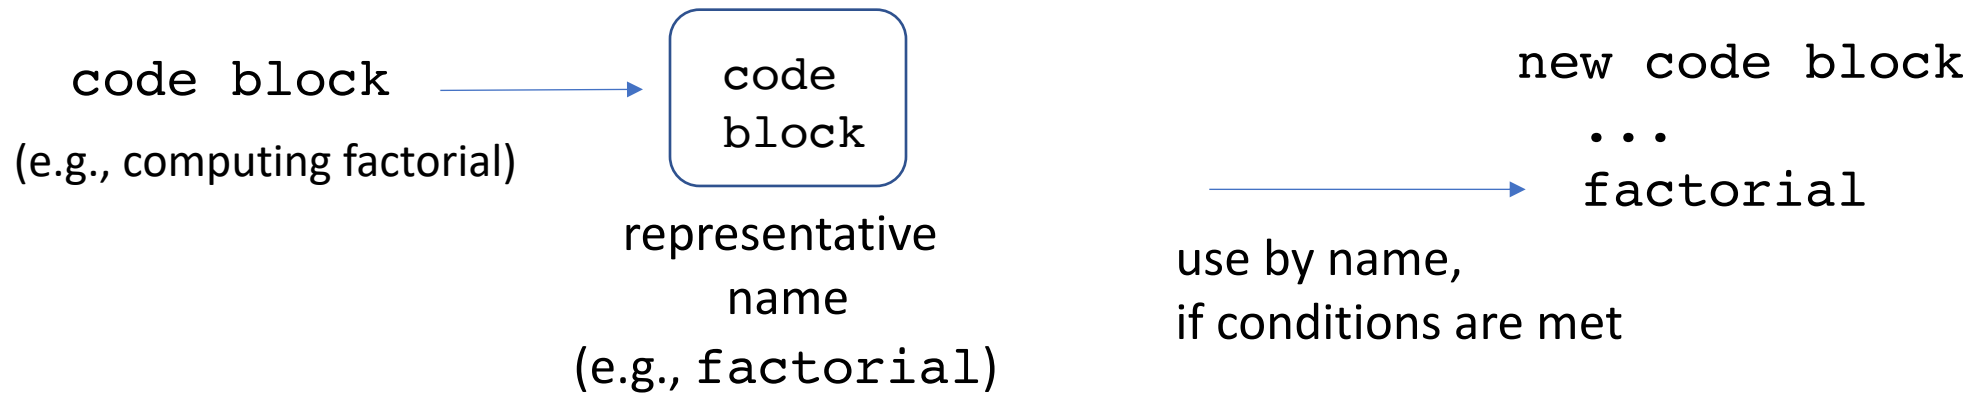 code block
(e.g., computing factorial)
code
block
representative
name
(e.g., factorial)
use by name,
if conditions are met
new code block
...
factorial